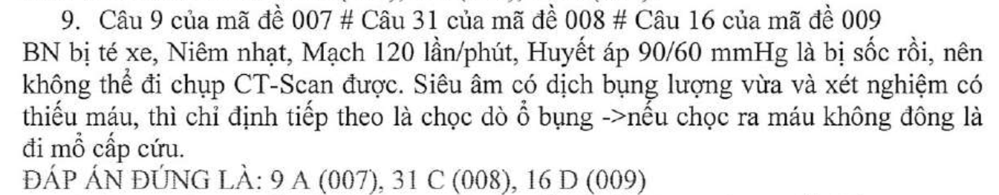 9. Câu 9 của mã đề 007 # Câu 31 của mã đề 008 # Câu 16 của mã đề 009
BN bị té xe, Niêm nhạt, Mạch 120 lần/phút, Huyết áp 90/60 mmHg là bị sốc rồi, nên
không thể đi chụp CT-Scan được. Siêu âm có dịch bụng lượng vừa và xét nghiệm có
thiếu máu, thì chỉ định tiếp theo là chọc dò ổ bụng ->nếu chọc ra máu không đông là
đi mổ cấp cứu.
ĐÁP ÁN ĐÚNG LÀ: 9 A (007), 31 C (008), 16 D (009)